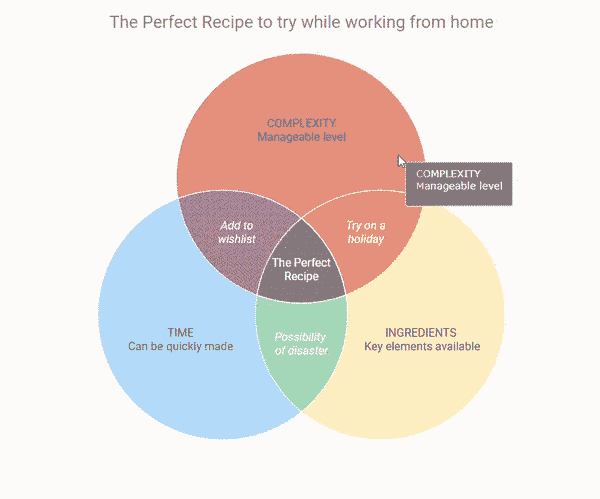 The Perfect Recipe to try while working from home
COMPLEXITY
Manageable level
COMPLEXITY
Manageable level
Add to
wishlist
Try on a
holiday
The Perfect
Recipe
TIME
Can be quickly made
Possibility
of disaster
INGREDIENTS
Key elements available